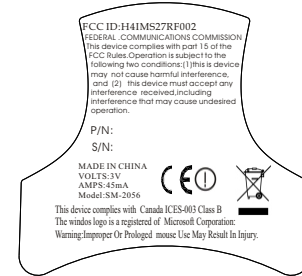 FCC ID:H4IMS27RF002
FEDERAL .COMMUNICATIONS COMMISSION
This device complies with part 15 of the
FCC Rules.Operation is subject to the
following two conditions:(1)this is device
may not cause harmful interference,
and (2) this device must accept any
interference received,including
interference that may cause undesired
operation.
P/N:
S/N:
MADE IN CHINA
VOLTS:3V
AMPS:45mA
Model:SM-2056
CE
This device complies with Canada ICES-003 Class B
The windos logo is a registered of Microsoft Corporation:
Warning:Improper Or Prologed mouse Use May Result In Injury.